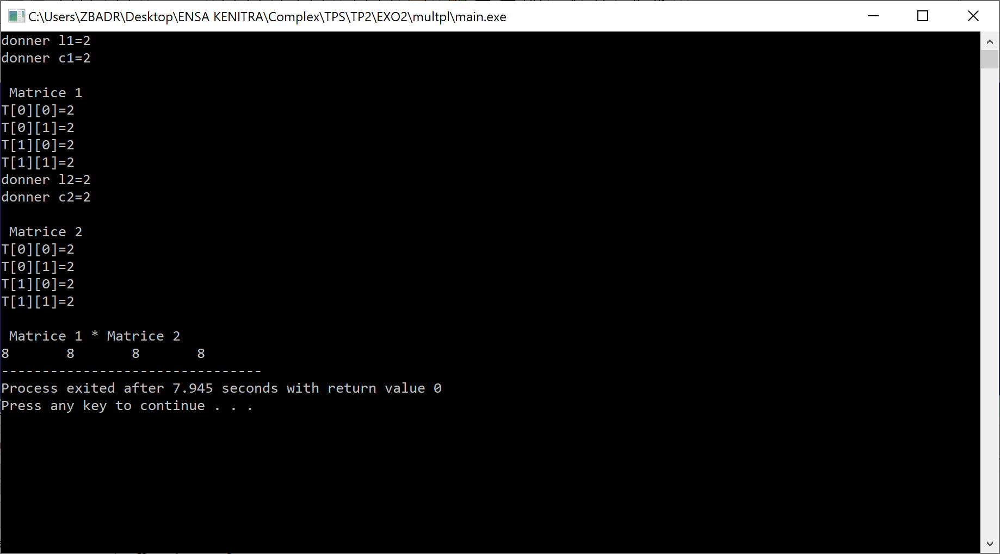 C:\Users\ZBADR\Desktop\ENSA KENITRA\Complex\TPS\TP2\EXO2\multpl\main.exe
donner l1=2
donner c1=2
Matrice 1
T[0][0]=2
T[0][1]=2
T[1][0]=2
T[1][1]=2
donner l2=2
donner c2=2
Matrice 2
T[0][0]=2
T[0][1]=2
T[1][0]=2
T[1][1]=2
Matrice 1 * Matrice 2
8       8       8       8
--------------------------------
Process exited after 7.945 seconds with return value 0
Press any key to continue . . .